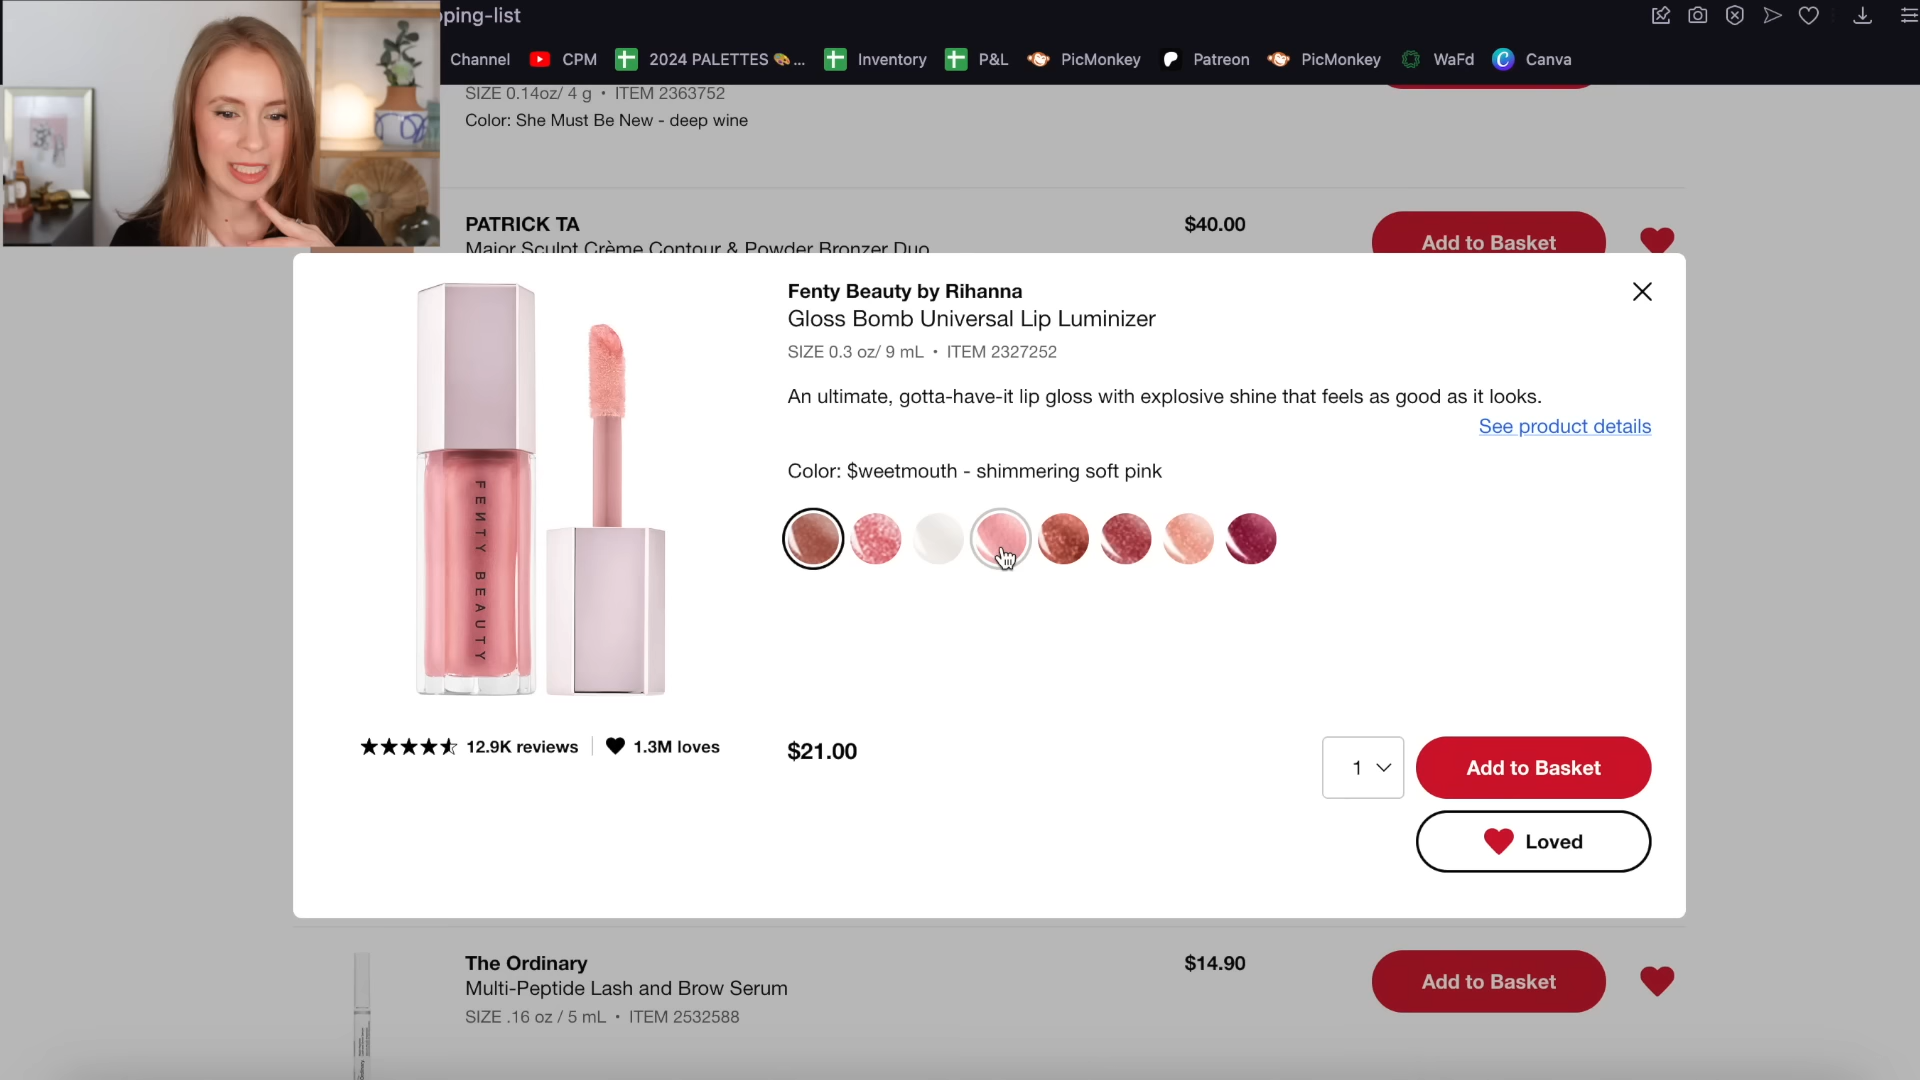 pping-list
Channel
CPM
2024 PALETTES 🎨 ...
Inventory
P&L
PicMonkey
Patreon
PicMonkey
WaFd
Canva
SIZE 0.14oz/ 4 g • ITEM 2363752
Color: She Must Be New - deep wine
PATRICK TA
$40.00
Add to Basket
Major Sculpt Crème Contour & Powder Bronzer Duo
Fenty Beauty by Rihanna
Gloss Bomb Universal Lip Luminizer
SIZE 0.3 oz/ 9 mL • ITEM 2327252
An ultimate, gotta-have-it lip gloss with explosive shine that feels as good as it looks.
See product details
Color: $weetmouth - shimmering soft pink
FENTY BEAUTY
12.9K reviews
1.3M loves
$21.00
1
Add to Basket
Loved
The Ordinary
$14.90
Add to Basket
Multi-Peptide Lash and Brow Serum
SIZE .16 oz / 5 mL • ITEM 2532588